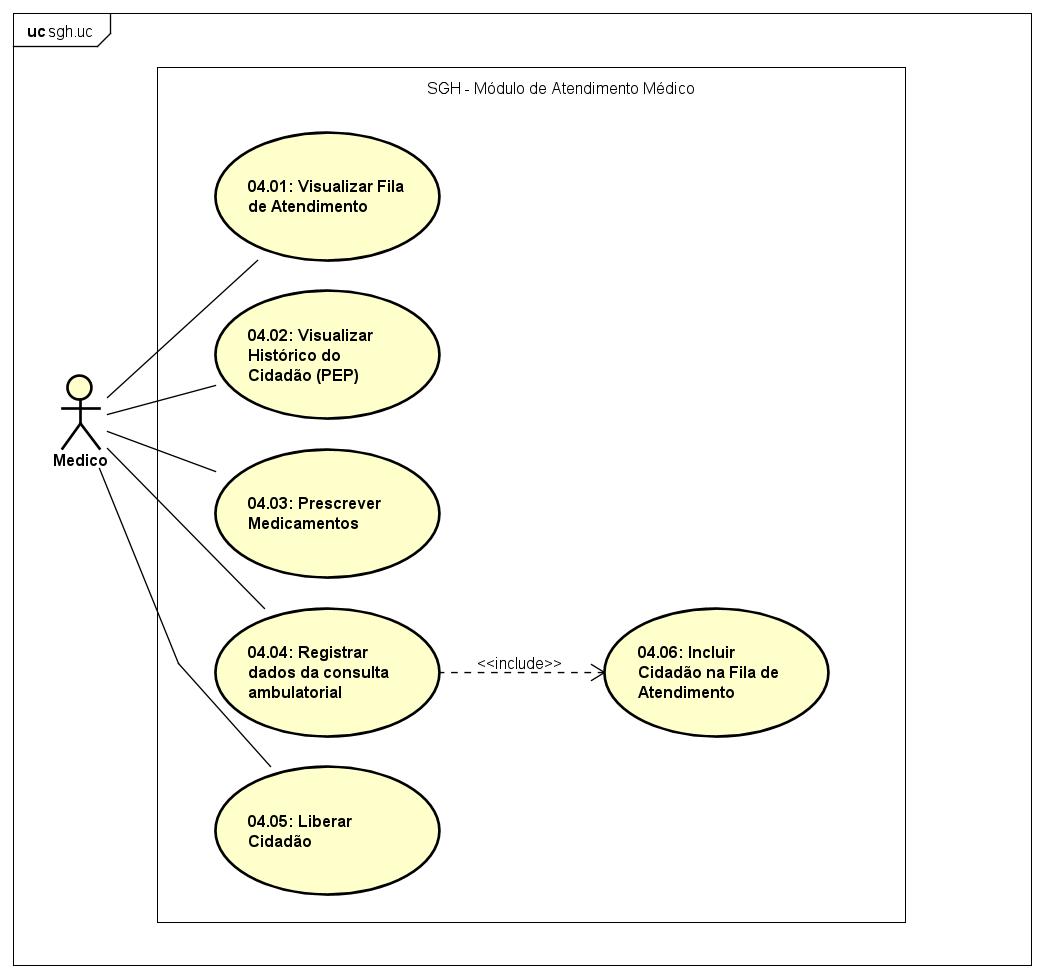 uc sgh.uc
SGH - Módulo de Atendimento Médico
04.01: Visualizar Fila
de Atendimento
04.02: Visualizar
Histórico do
Cidadão (PEP)
Medico
04.03: Prescrever
Medicamentos
04.04: Registrar
dados da consulta
ambulatorial
<<include>>
04.06: Incluir
Cidadão na Fila de
Atendimento
04.05: Liberar
Cidadão